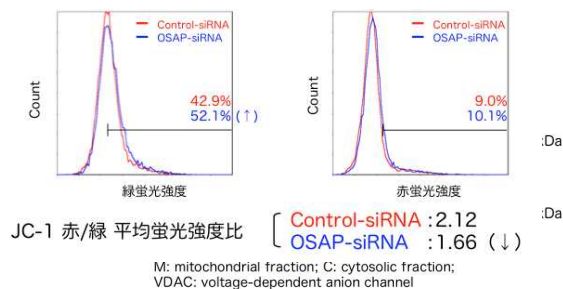 Control-siRNA
OSAP-siRNA
Count
42.9%
52.1% (↑)
緑蛍光強度
Control-siRNA
OSAP-siRNA
Count
9.0%
10.1%
赤蛍光強度
:Da
:Da
JC-1 赤/緑 平均蛍光強度比
Control-siRNA :2.12
OSAP-siRNA :1.66 (↓)
M: mitochondrial fraction; C: cytosolic fraction;
VDAC: voltage-dependent anion channel